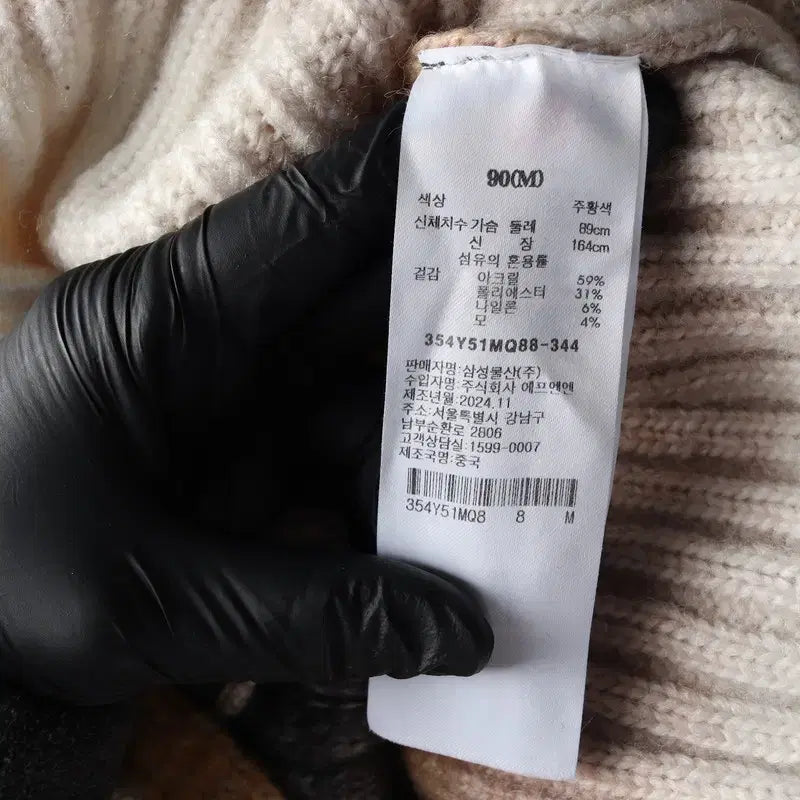 90(M)
색상 주황색
신체치수 가슴 둘레 89cm
신 장 164cm
섬유의 혼용률
겉감 아크릴 59%
폴리에스터 31%
나일론 6%
모 4%
354Y51MQ88-344
판매자명:삼성물산(주)
수입자명:주식회사 에프엔엔
제조년월:2024.11
주소:서울특별시 강남구
남부순환로 2806
고객상담실:1599-0007
제조국명:중국
354Y51MQ8 8 M